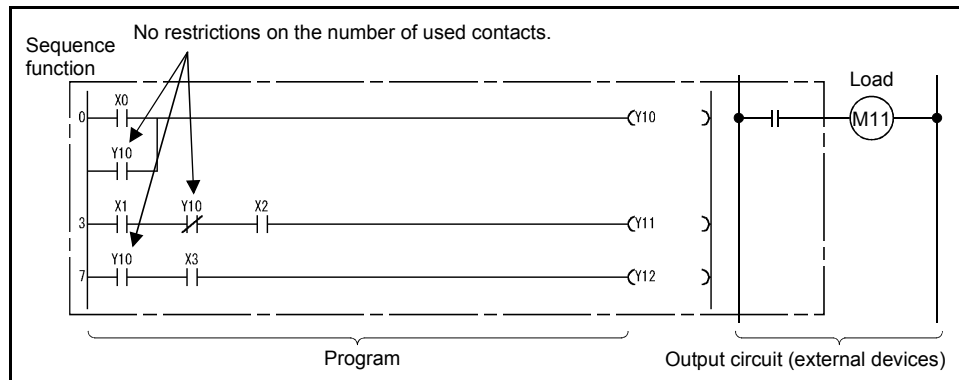 No restrictions on the number of used contacts.
Sequence
function
Load
X0
0
Y10
M11
Y10
X1
Y10
X2
3
Y11
Y10
X3
7
Y12
Program
Output circuit (external devices)